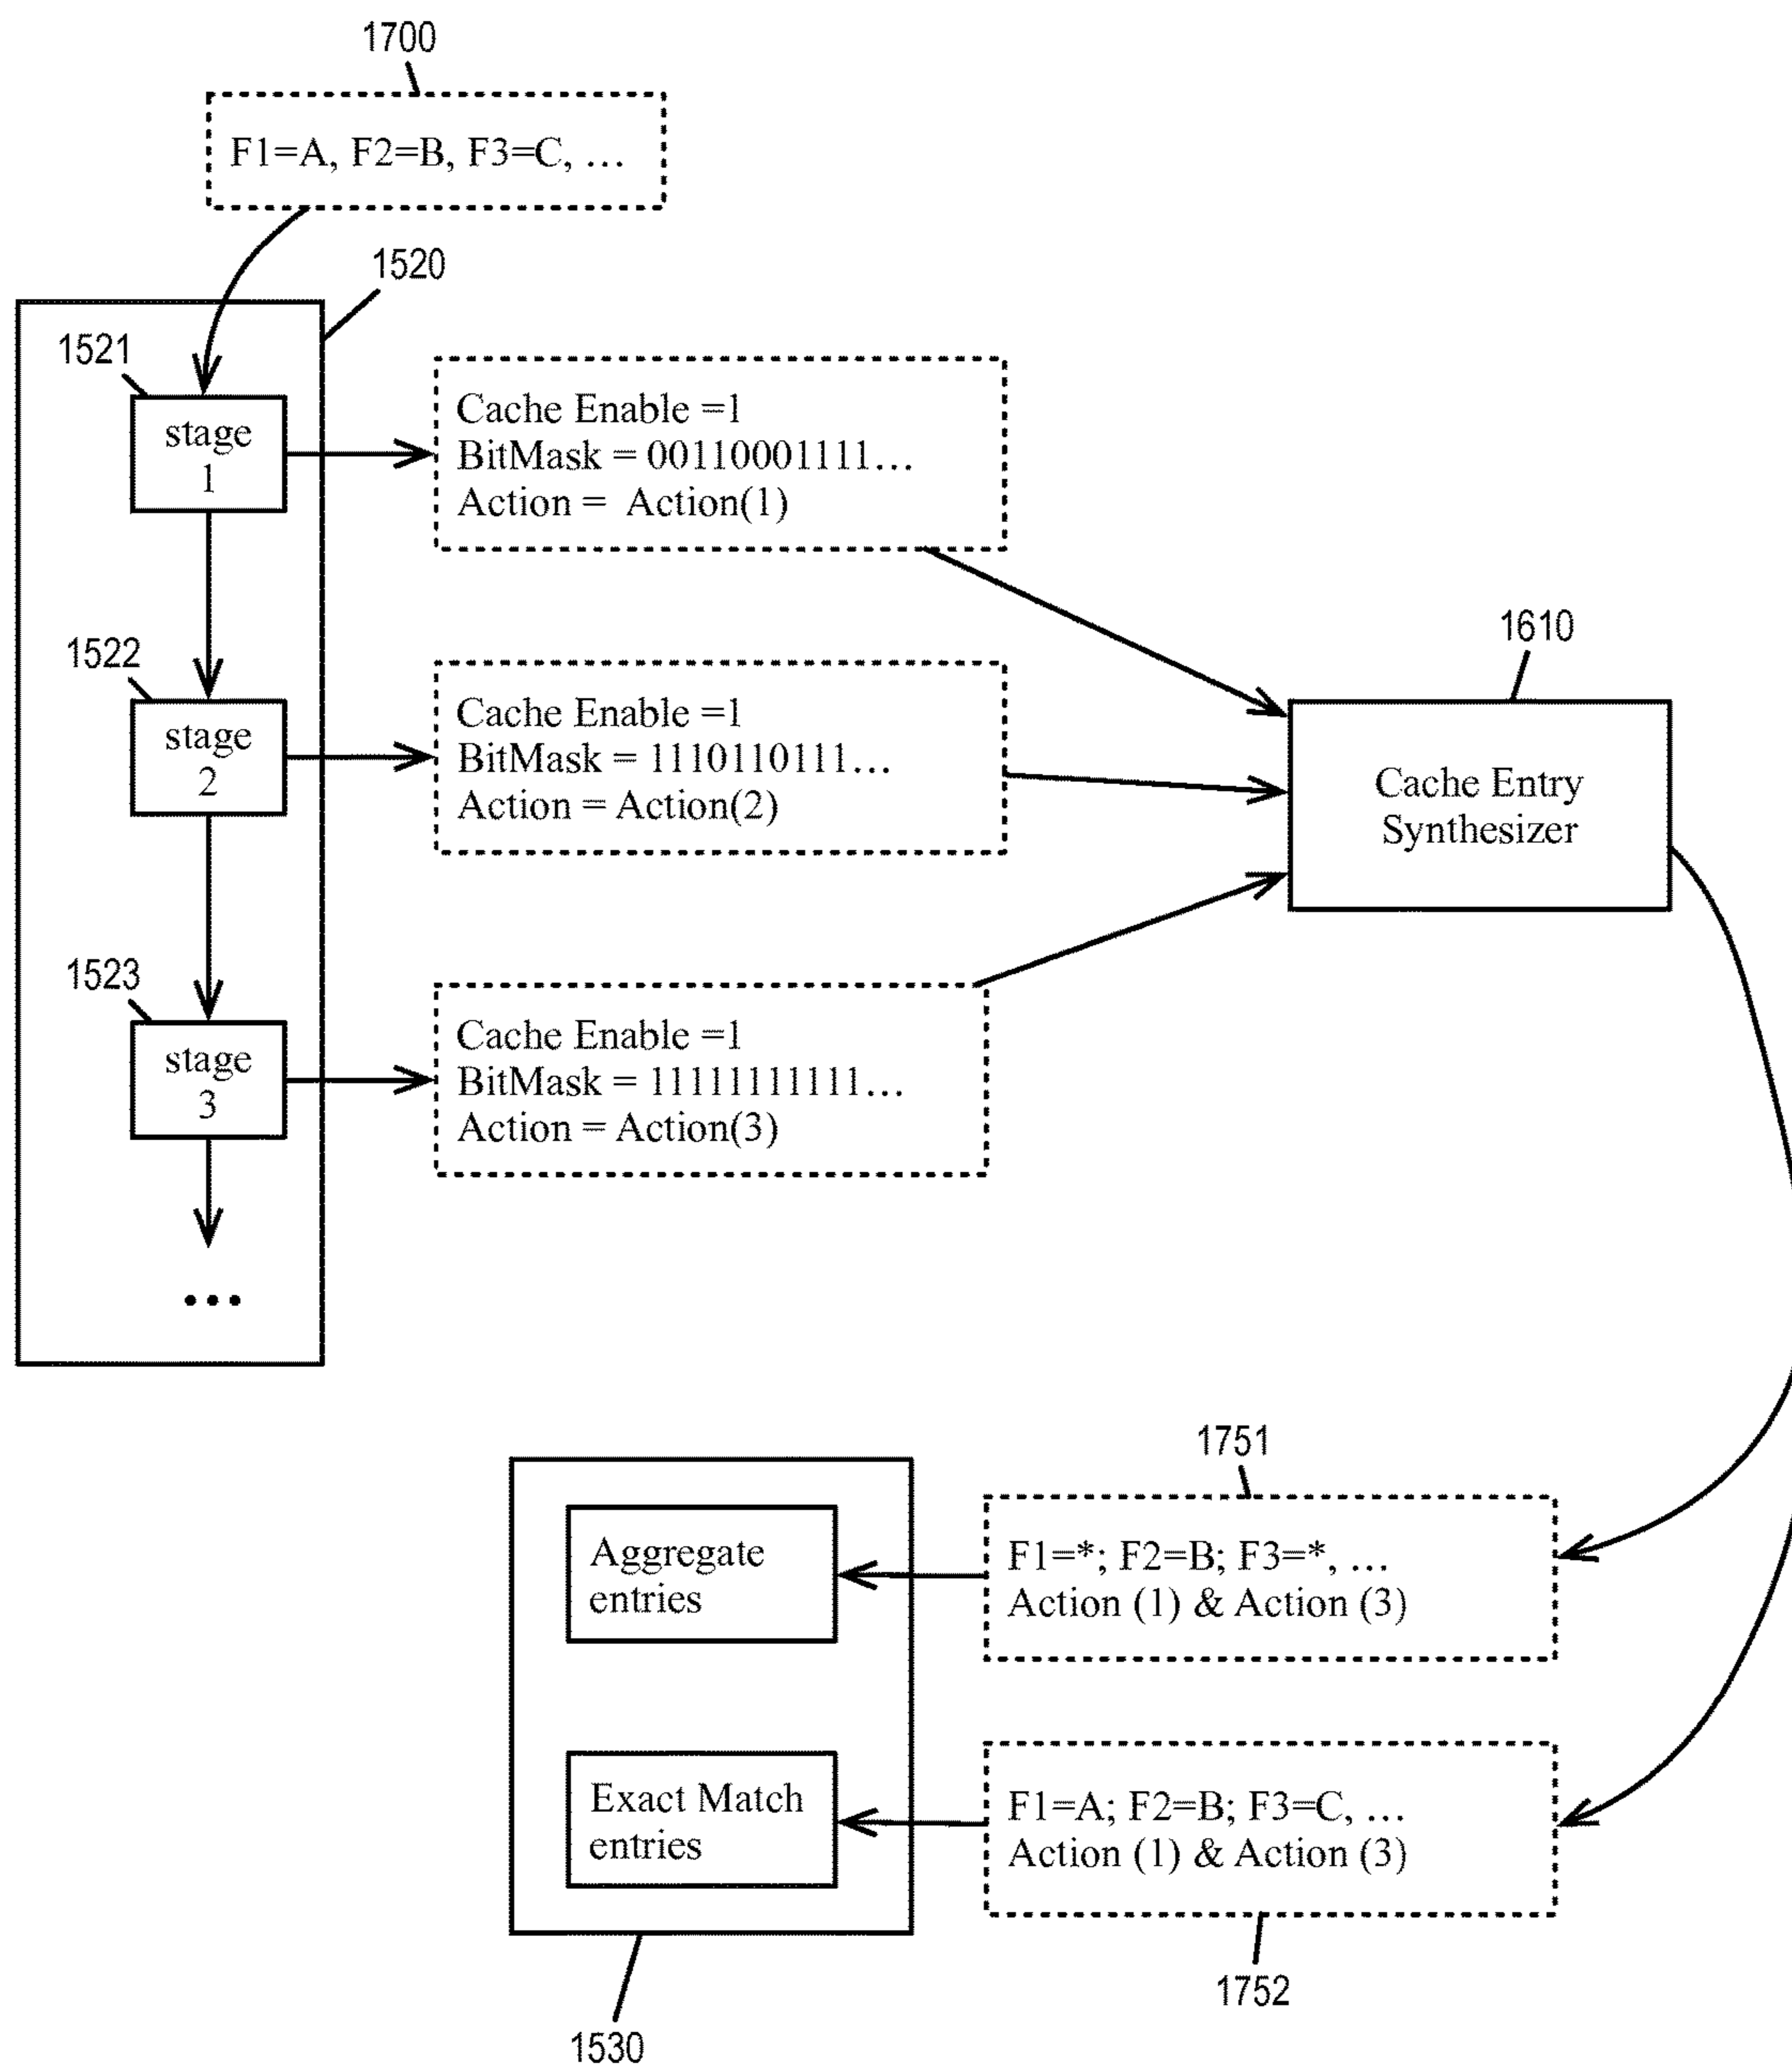 1700
F1=A, F2=B, F3=C, ...
1520
1521
stage
1
Cache Enable =1
BitMask = 00110001111...
Action = Action(1)
1522
stage
2
Cache Enable =1
BitMask = 1110110111...
Action = Action(2)
1610
Cache Entry
Synthesizer
1523
stage
3
Cache Enable =1
BitMask = 11111111111...
Action = Action(3)
...
1751
Aggregate
entries
F1=*; F2=B; F3=*, ...
Action (1) & Action (3)
Exact Match
entries
F1=A; F2=B; F3=C, ...
Action (1) & Action (3)
1752
1530